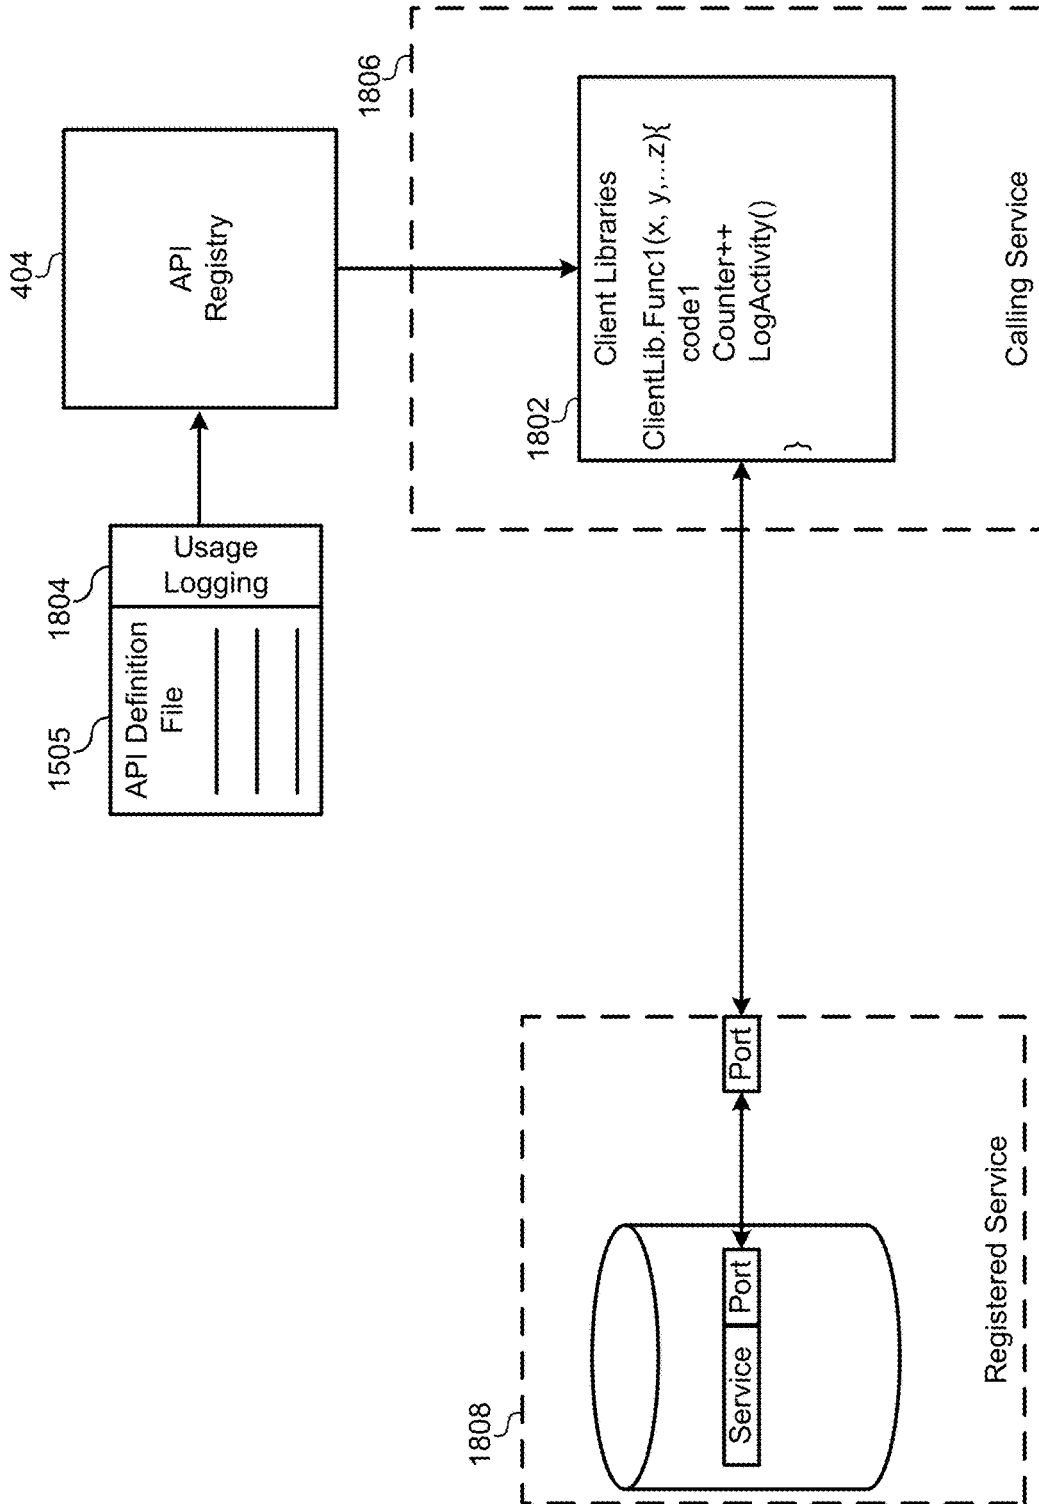 1505
1804
404
API Definition
File
Usage
Logging
API
Registry
1806
1802
Client Libraries
ClientLib.Func1(x, y,...z){
code1
Counter++
LogActivity()
}
Calling Service
1808
Service
Port
Port
Registered Service